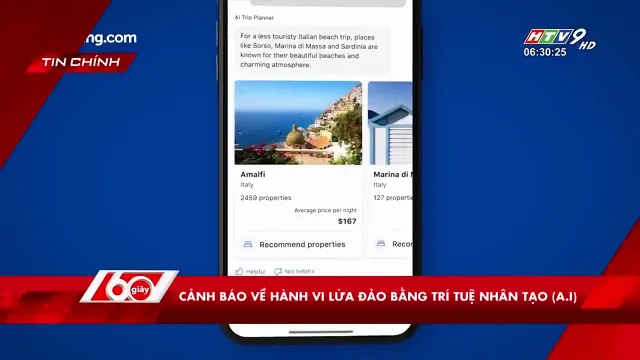 ng.com
HTV9
HD
06:30:25
TIN CHÍNH
AI Trip Planner
For a less touristy Italian beach trip, places
like Sorso, Marina di Massa and Sardinia are
known for their beautiful beaches and
charming atmosphere.
Amalfi
Italy
2459 properties
Average price per night
$167
Recommend properties
Marina di M
Italy
127 propert
Recon
Helpful
Not helpful
60 giây
CẢNH BÁO VỀ HÀNH VI LỪA ĐẢO BẰNG TRÍ TUỆ NHÂN TẠO (A.I)